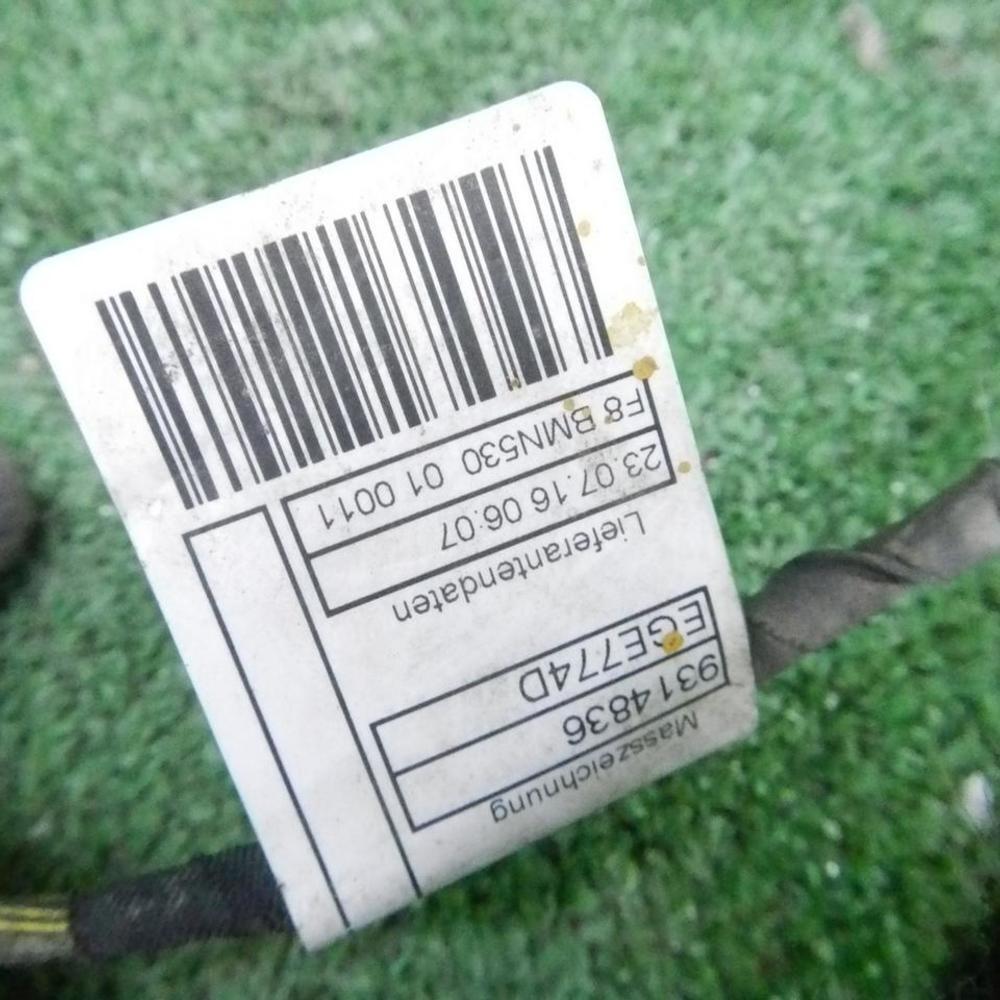 Masszeichnung
9314836
EGE774D
Lieferantendaten
23.07.16 06:07
F8 BMN530 01 0011